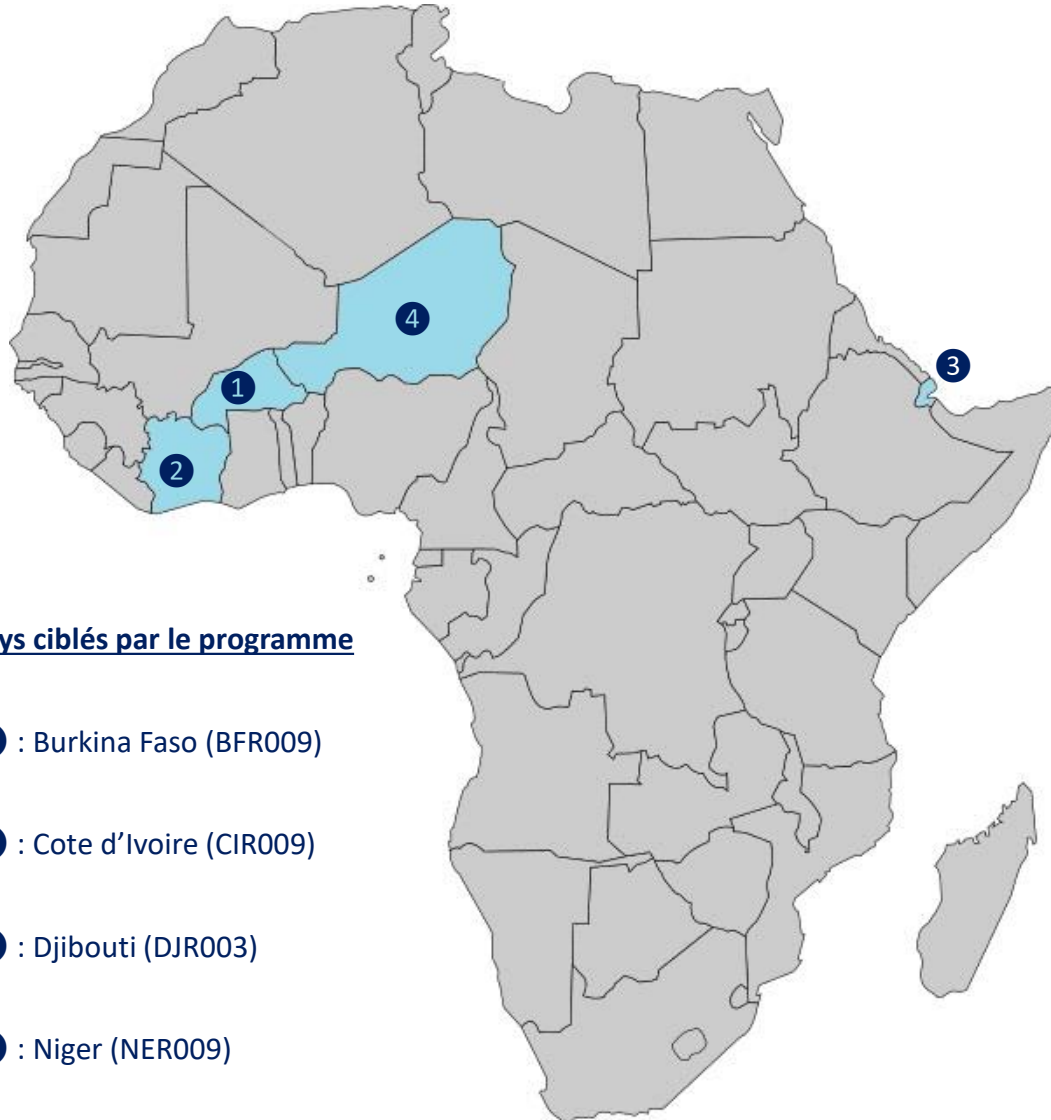 4
3
1
2
ys ciblés par le programme
: Burkina Faso (BFR009)
: Cote d’Ivoire (CIR009)
: Djibouti (DJR003)
: Niger (NER009)